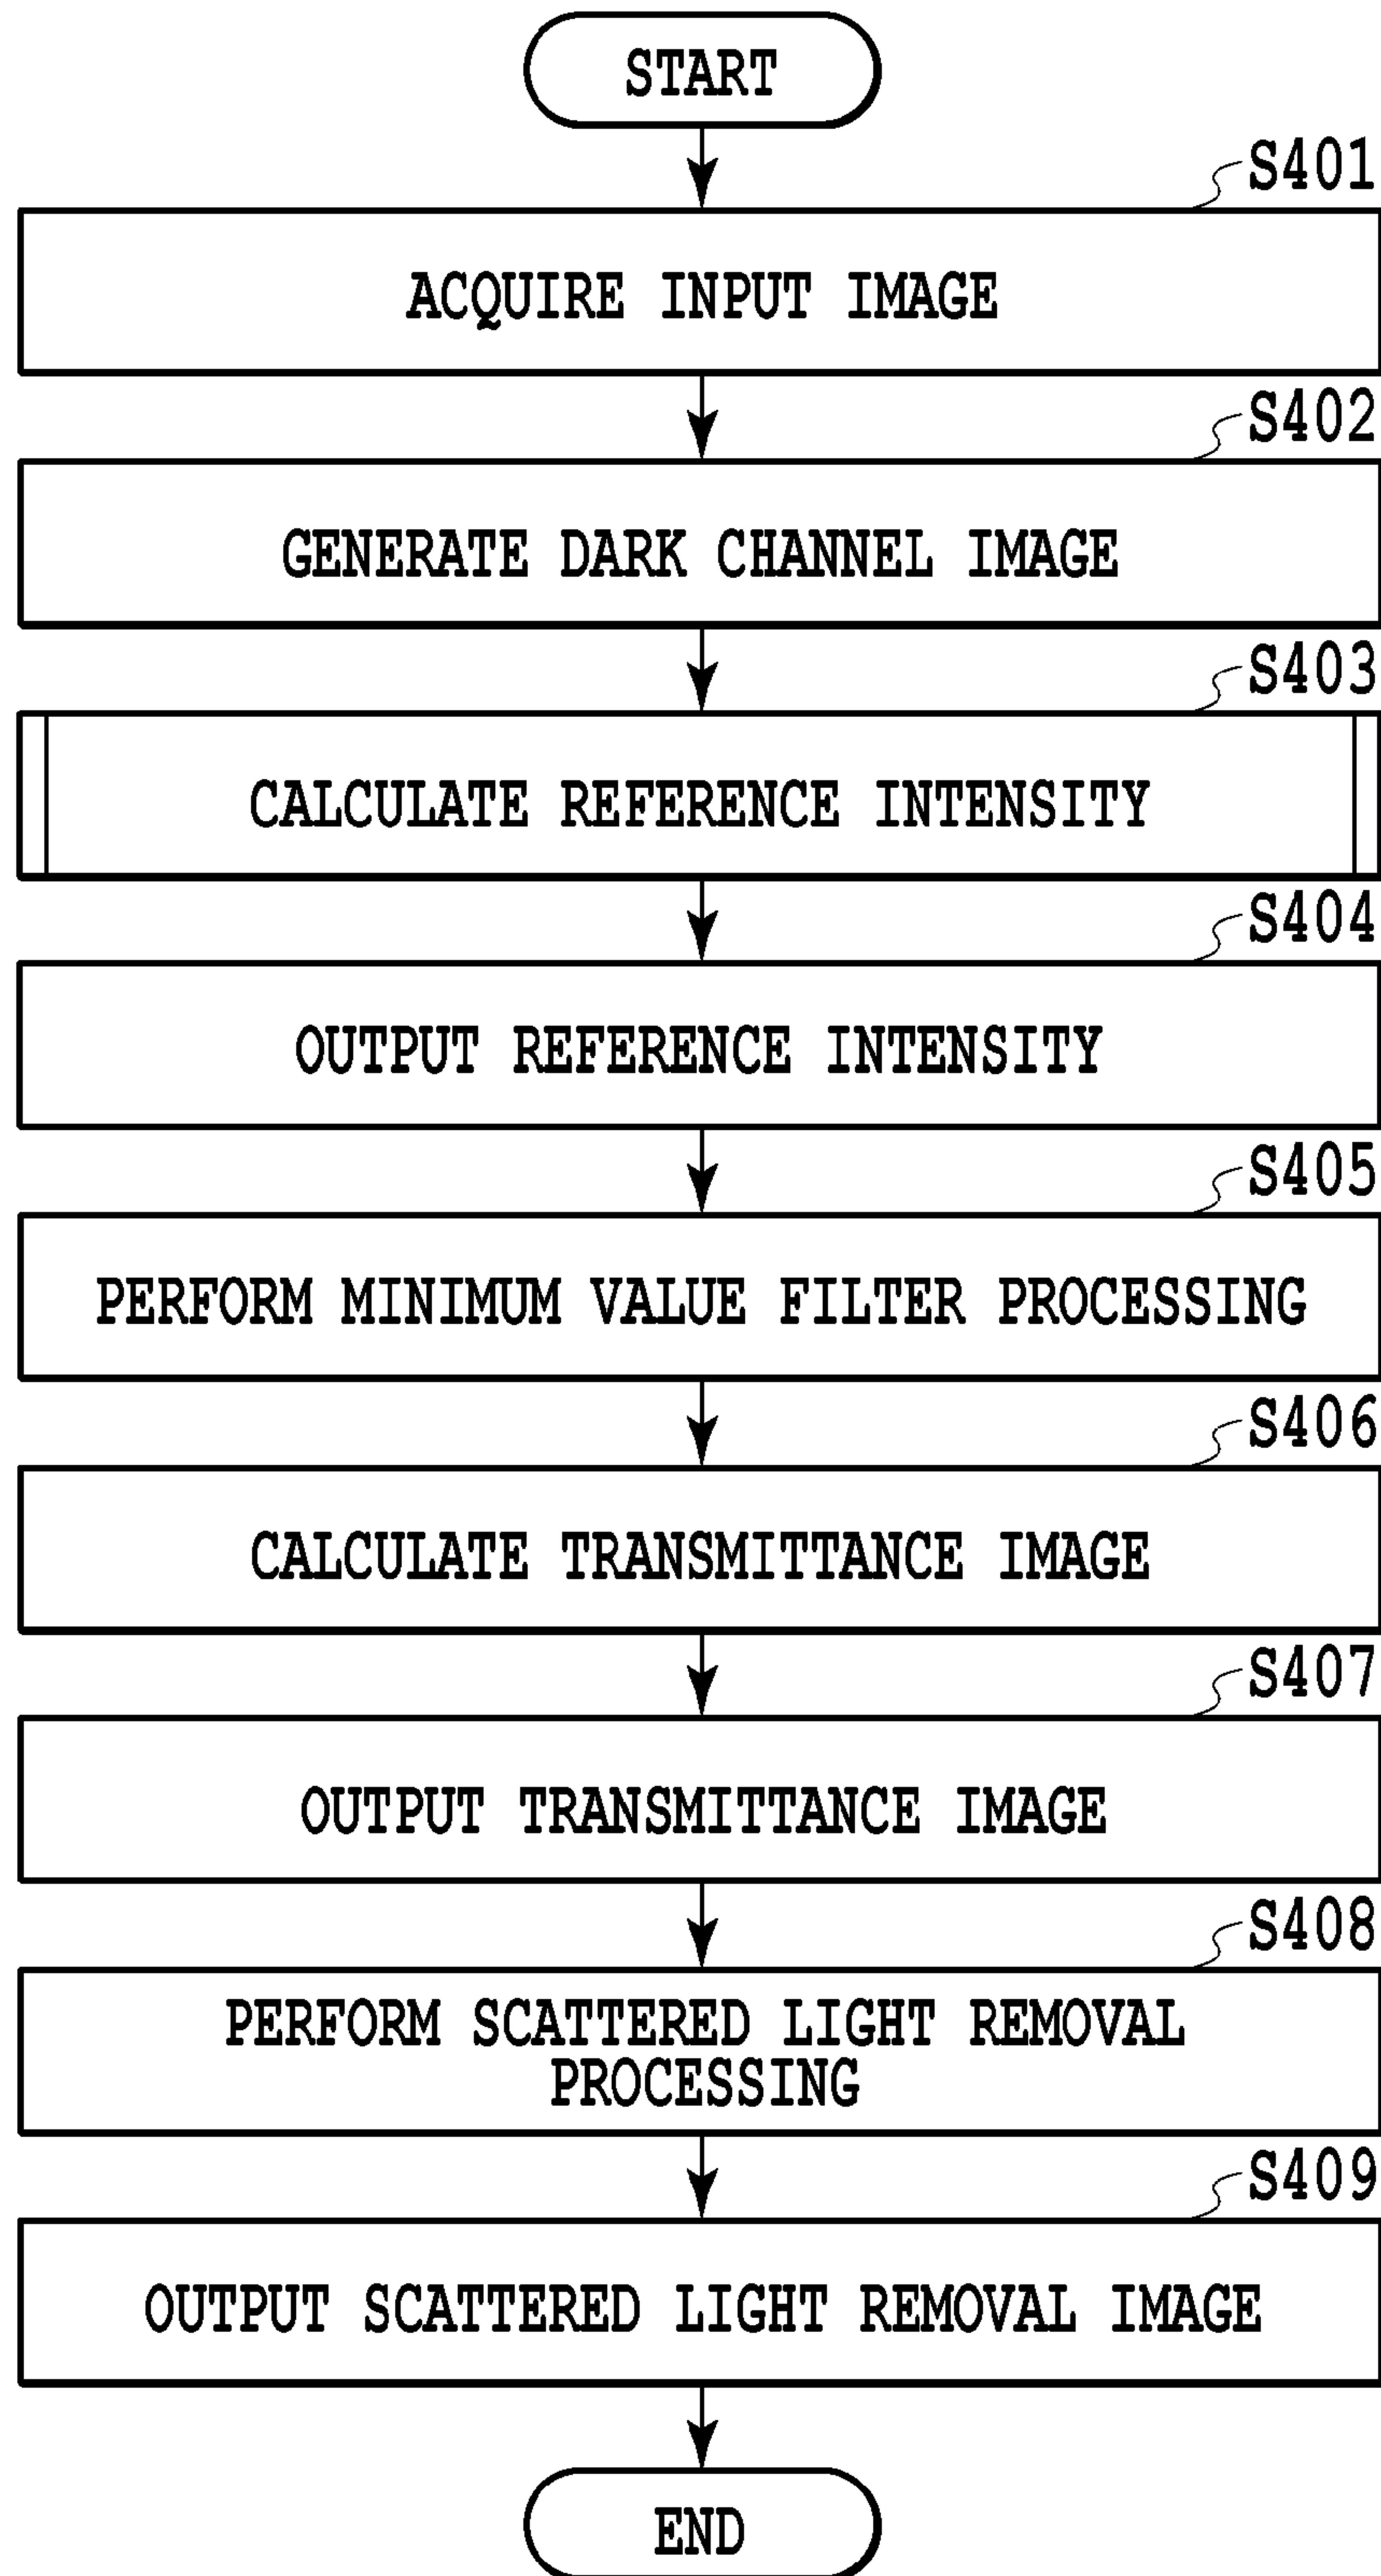 START
S401
ACQUIRE INPUT IMAGE
S402
GENERATE DARK CHANNEL IMAGE
S403
CALCULATE REFERENCE INTENSITY
S404
OUTPUT REFERENCE INTENSITY
S405
PERFORM MINIMUM VALUE FILTER PROCESSING
S406
CALCULATE TRANSMITTANCE IMAGE
S407
OUTPUT TRANSMITTANCE IMAGE
S408
PERFORM SCATTERED LIGHT REMOVAL
PROCESSING
S409
OUTPUT SCATTERED LIGHT REMOVAL IMAGE
END